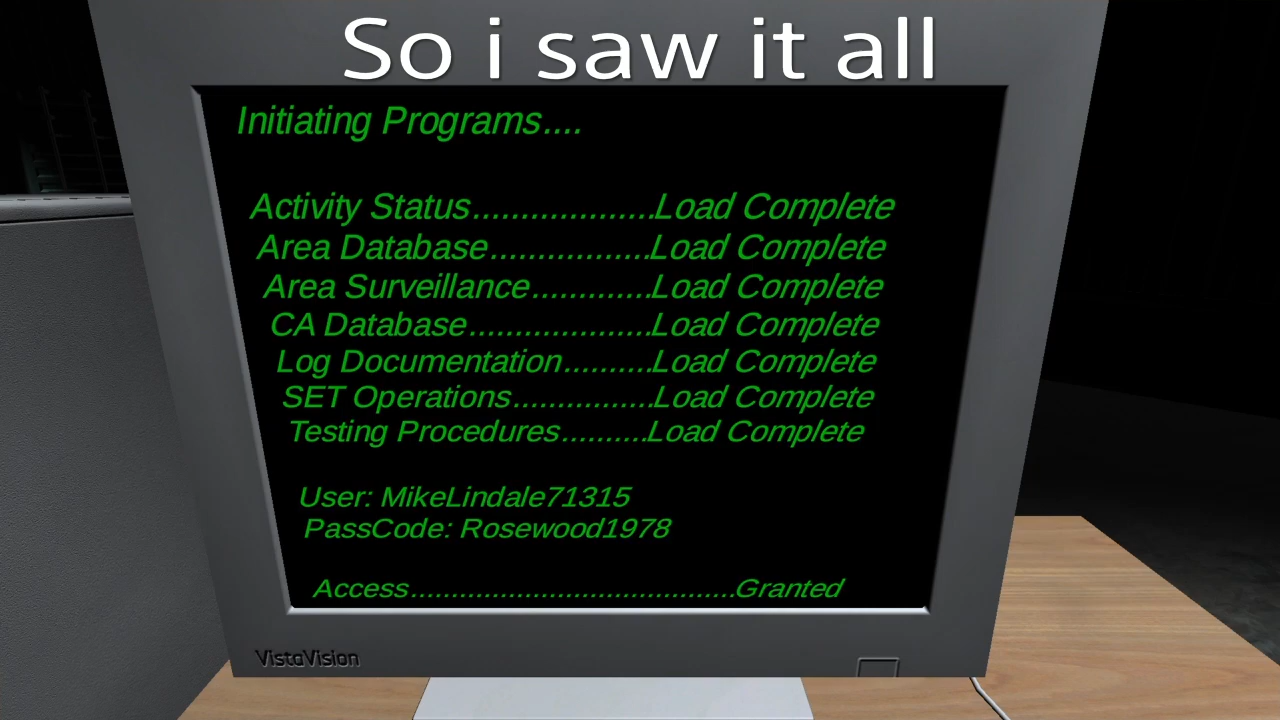 So i saw it all
Initiating Programs....
Activity Status...................Load Complete
Area Database.................Load Complete
Area Surveillance.............Load Complete
CA Database...................Load Complete
Log Documentation.........Load Complete
SET Operations................Load Complete
Testing Procedures..........Load Complete
User: MikeLindale71315
PassCode: Rosewood1978
Access.......................................Granted
VistaVision